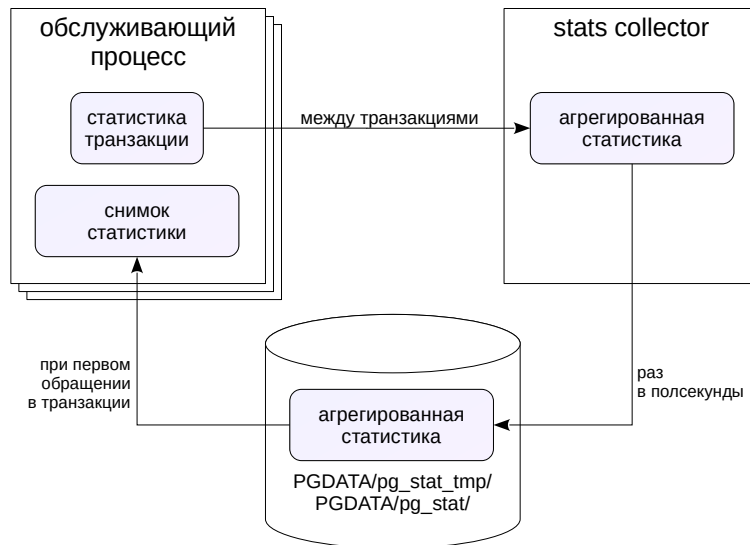 обслуживающий
процесс
статистика
транзакции
снимок
статистики
между транзакциями
stats collector
агрегированная
статистика
при первом
обращении
в транзакции
раз
в полсекунды
агрегированная
статистика
PGDATA/pg_stat_tmp/
PGDATA/pg_stat/